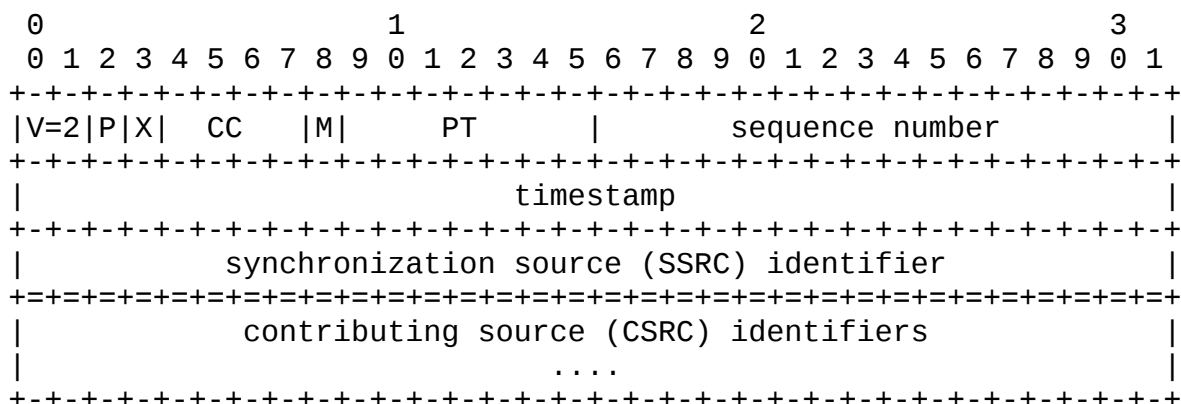 0                   1                   2                   3
 0 1 2 3 4 5 6 7 8 9 0 1 2 3 4 5 6 7 8 9 0 1 2 3 4 5 6 7 8 9 0 1
+-+-+-+-+-+-+-+-+-+-+-+-+-+-+-+-+-+-+-+-+-+-+-+-+-+-+-+-+-+-+-+-+
|V=2|P|X|  CC   |M|     PT      |       sequence number         |
+-+-+-+-+-+-+-+-+-+-+-+-+-+-+-+-+-+-+-+-+-+-+-+-+-+-+-+-+-+-+-+-+
|                           timestamp                           |
+-+-+-+-+-+-+-+-+-+-+-+-+-+-+-+-+-+-+-+-+-+-+-+-+-+-+-+-+-+-+-+-+
|           synchronization source (SSRC) identifier            |
+=+=+=+=+=+=+=+=+=+=+=+=+=+=+=+=+=+=+=+=+=+=+=+=+=+=+=+=+=+=+=+=+
|            contributing source (CSRC) identifiers             |
|                             ....                              |
+-+-+-+-+-+-+-+-+-+-+-+-+-+-+-+-+-+-+-+-+-+-+-+-+-+-+-+-+-+-+-+-+